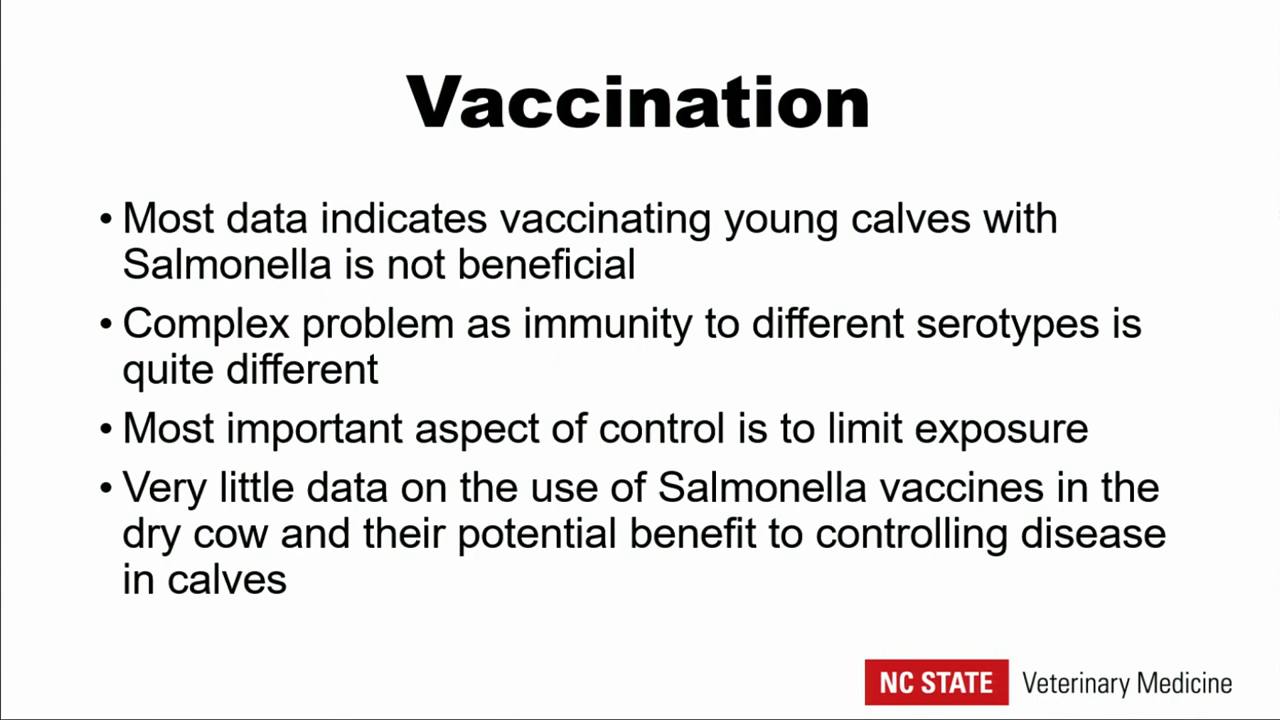 Vaccination
• Most data indicates vaccinating young calves with
Salmonella is not beneficial
• Complex problem as immunity to different serotypes is
quite different
• Most important aspect of control is to limit exposure
• Very little data on the use of Salmonella vaccines in the
dry cow and their potential benefit to controlling disease
in calves
NC STATE Veterinary Medicine